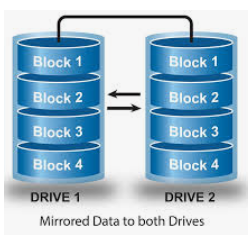 Block 1 Block 1
Block 2 Block 2
Block 3 Block 3
Block 4 Block 4
DRIVE 1 DRIVE 2
Mirrored Data to both Drives